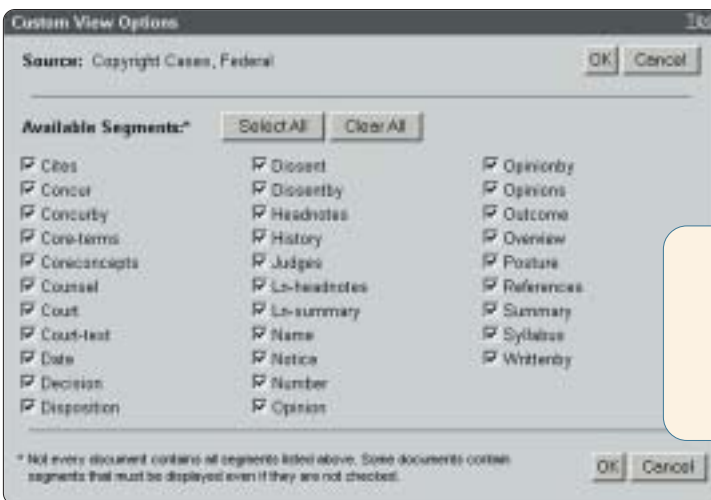 Custom View Options
Source: Copyright Cases, Federal OK Cancel
Available Segments:* Select All Clear All
Cites Dissent Opinionby
Concur Dissentby Opinions
Concurby Headnotes Outcome
Core-terms History Overview
Coreconcepts Judges Posture
Counsel Ln-headnotes References
Court Ln-summary Summary
Court-text Name Syllabus
Date Notice Writtenby
Decision Number
Disposition Opinion
* Not every document contains all segments listed above. Some documents contain
segments that must be displayed even if they are not checked. OK Cancel